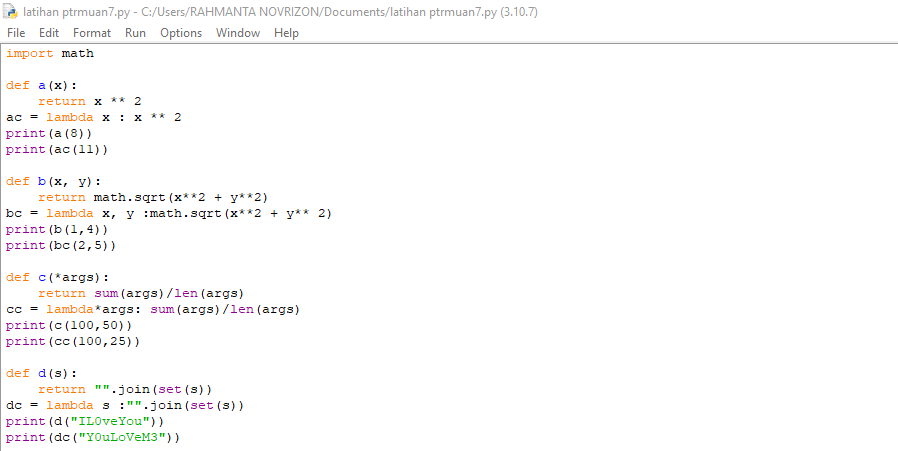 latihan ptrmuan7.py - C:/Users/RAHMANTA NOVRIZON/Documents/latihan ptrmuan7.py (3.10.7)
File Edit Format Run Options Window Help
import math

def a(x):
    return x ** 2
ac = lambda x : x ** 2
print(a(8))
print(ac(11))

def b(x, y):
    return math.sqrt(x**2 + y**2)
bc = lambda x, y :math.sqrt(x**2 + y** 2)
print(b(1,4))
print(bc(2,5))

def c(*args):
    return sum(args)/len(args)
cc = lambda*args: sum(args)/len(args)
print(c(100,50))
print(cc(100,25))

def d(s):
    return "".join(set(s))
dc = lambda s :"".join(set(s))
print(d("IL0veYou"))
print(dc("Y0uLoVeM3"))